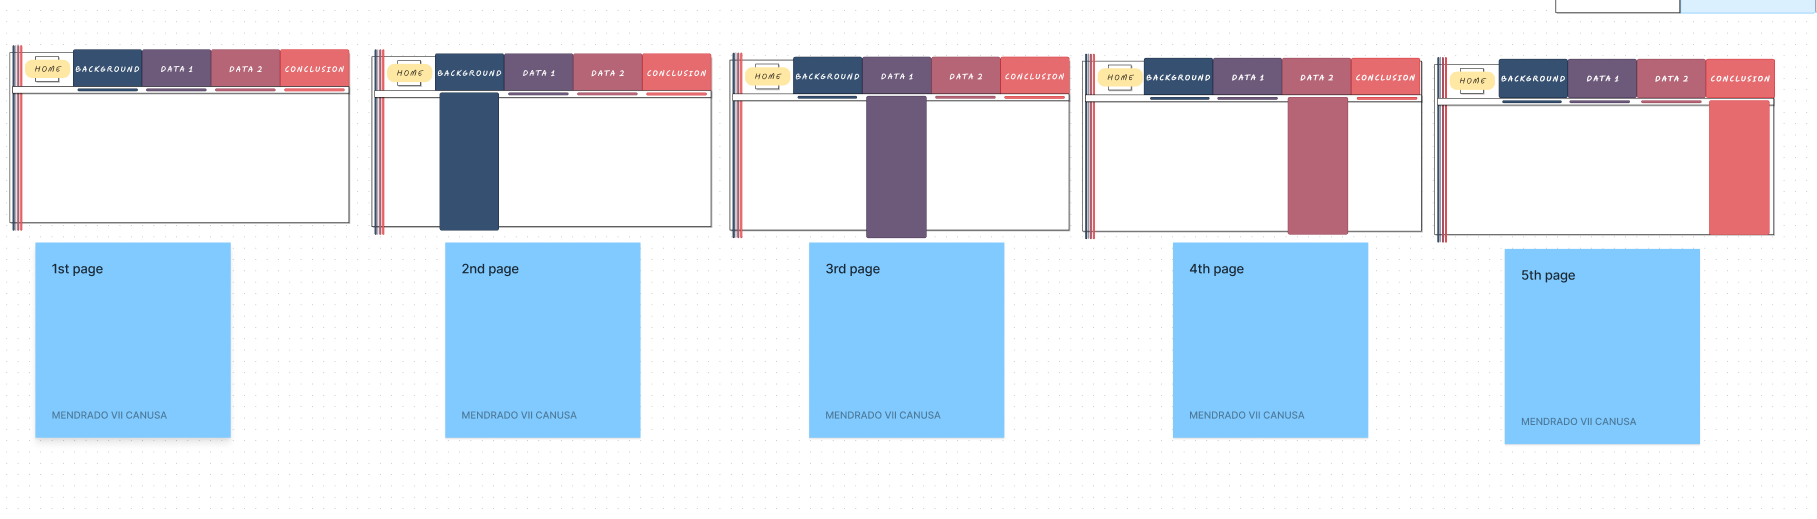 HOME BACKGROUND DATA 1 DATA 2 CONCLUSION
HOME BACKGROUND DATA 1 DATA 2 CONCLUSION
HOME BACKGROUND DATA 1 DATA 2 CONCLUSION
HOME BACKGROUND DATA 1 DATA 2 CONCLUSION
HOME BACKGROUND DATA 1 DATA 2 CONCLUSION
1st page
MENDRADO VII CANUSA
2nd page
MENDRADO VII CANUSA
3rd page
MENDRADO VII CANUSA
4th page
MENDRADO VII CANUSA
5th page
MENDRADO VII CANUSA